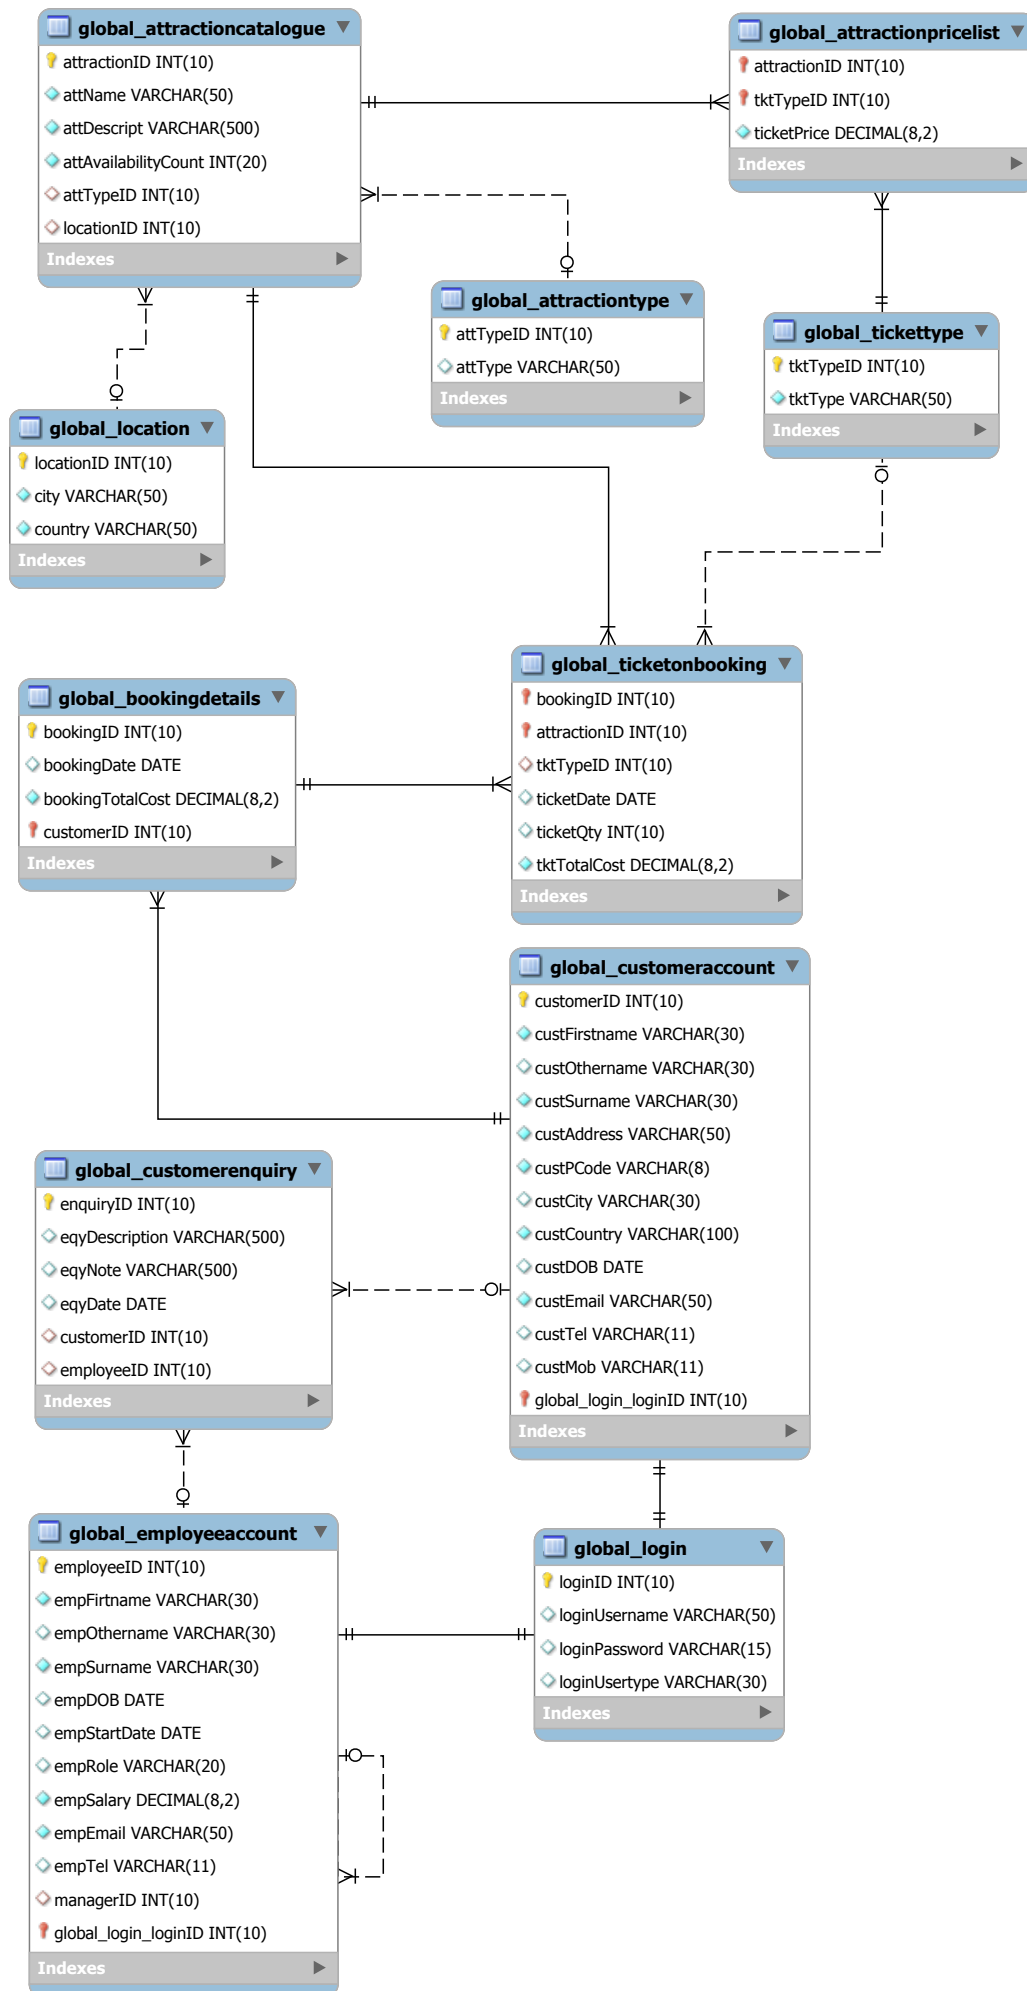 global_attractioncatalogue
attractionID INT(10)
attName VARCHAR(50)
attDescript VARCHAR(500)
attAvailabilityCount INT(20)
attTypeID INT(10)
locationID INT(10)
Indexes
global_attractionpricelist
attractionID INT(10)
tktTypeID INT(10)
ticketPrice DECIMAL(8,2)
Indexes
global_attractiontype
attTypeID INT(10)
attType VARCHAR(50)
Indexes
global_tickettype
tktTypeID INT(10)
tktType VARCHAR(50)
Indexes
global_location
locationID INT(10)
city VARCHAR(50)
country VARCHAR(50)
Indexes
global_ticketonbooking
bookingID INT(10)
attractionID INT(10)
tktTypeID INT(10)
ticketDate DATE
ticketQty INT(10)
tktTotalCost DECIMAL(8,2)
Indexes
global_bookingdetails
bookingID INT(10)
bookingDate DATE
bookingTotalCost DECIMAL(8,2)
customerID INT(10)
Indexes
global_customeraccount
customerID INT(10)
custFirstname VARCHAR(30)
custOthername VARCHAR(30)
custSurname VARCHAR(30)
custAddress VARCHAR(50)
custPCode VARCHAR(8)
custCity VARCHAR(30)
custCountry VARCHAR(100)
custDOB DATE
custEmail VARCHAR(50)
custTel VARCHAR(11)
custMob VARCHAR(11)
global_login_loginID INT(10)
Indexes
global_customerenquiry
enquiryID INT(10)
eqyDescription VARCHAR(500)
eqyNote VARCHAR(500)
eqyDate DATE
customerID INT(10)
employeeID INT(10)
Indexes
global_employeeaccount
employeeID INT(10)
empFirtname VARCHAR(30)
empOthername VARCHAR(30)
empSurname VARCHAR(30)
empDOB DATE
empStartDate DATE
empRole VARCHAR(20)
empSalary DECIMAL(8,2)
empEmail VARCHAR(50)
empTel VARCHAR(11)
managerID INT(10)
global_login_loginID INT(10)
Indexes
global_login
loginID INT(10)
loginUsername VARCHAR(50)
loginPassword VARCHAR(15)
loginUsertype VARCHAR(30)
Indexes